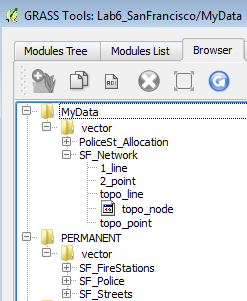 GRASS Tools: Lab6_SanFrancisco/MyData
Modules Tree Modules List Browser
MyData
vector
PoliceSt_Allocation
SF_Network
1_line
2_point
topo_line
topo_node
topo_point
PERMANENT
vector
SF_FireStations
SF_Police
SF_Streets